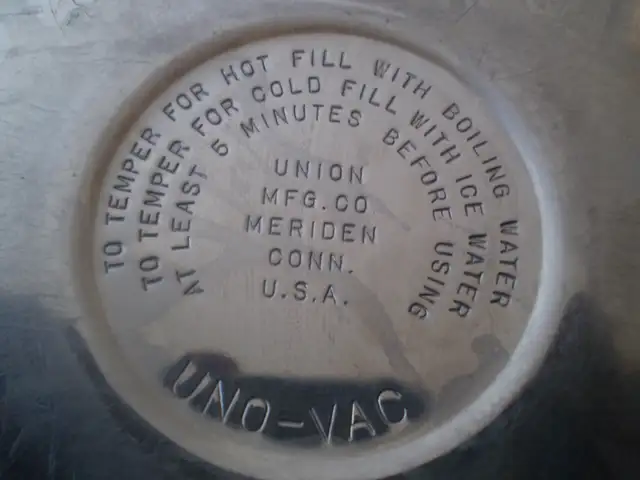 TO TEMPER FOR HOT FILL WITH BOILING WATER
TO TEMPER FOR COLD FILL WITH ICE WATER
AT LEAST 5 MINUTES BEFORE USING
UNION
MFG. CO
MERIDEN
CONN.
U.S.A.
UNO-VAC